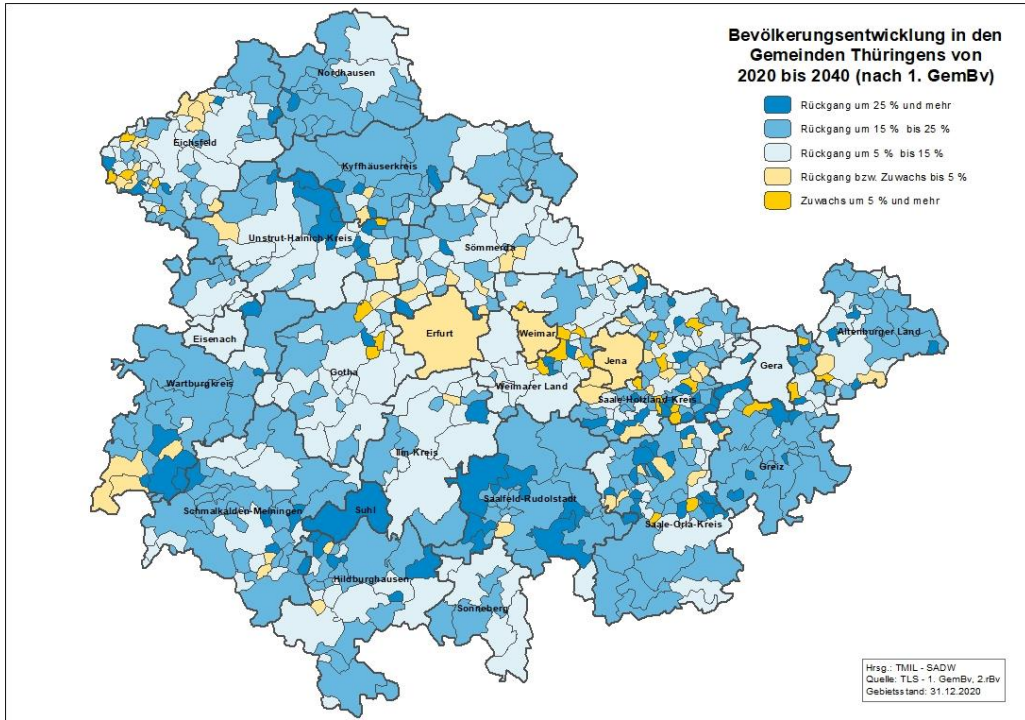 Bevölkerungsentwicklung in den
Gemeinden Thüringens von
2020 bis 2040 (nach 1. GemBv)
Rückgang um 25 % und mehr
Rückgang um 15 % bis 25 %
Rückgang um 5 % bis 15 %
Rückgang bzw. Zuwachs bis 5 %
Zuwachs um 5 % und mehr
Nordhausen
Eichsfeld
Kyffhäuserkreis
Unstrut-Hainich-Kreis
Sömmerda
Erfurt
Weimar
Jena
Eisenach
Gera
Altenburger Land
Gotha
Weimarer Land
Wartburgkreis
Saale-Holzland-Kreis
Ilm-Kreis
Greiz
Saalfeld-Rudolstadt
Schmalkalden-Meiningen
Suhl
Saale-Orla-Kreis
Hildburghausen
Sonneberg
Hrsg.: TMIL - SADW
Quelle: TLS - 1. GemBv, 2.rBv
Gebietsstand: 31.12.2020